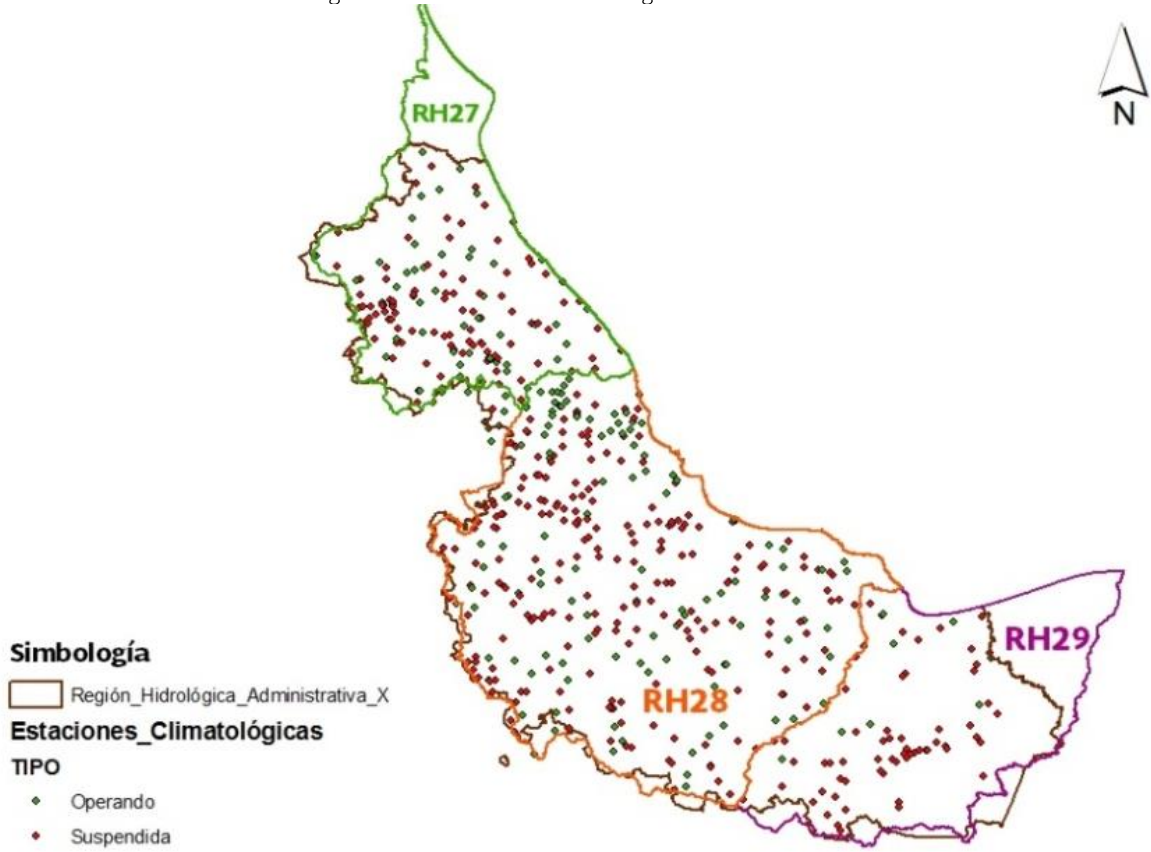 N
RH27
RH29
RH28
Simbología
Región_Hidrológica_Administrativa_X
Estaciones_Climatológicas
TIPO
Operando
Suspendida